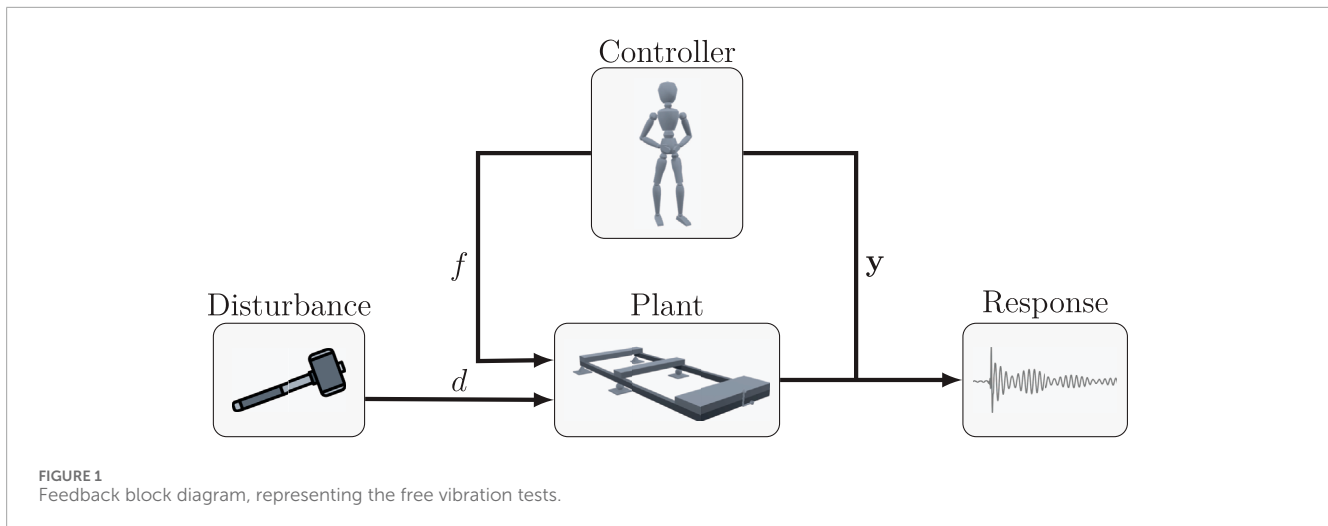 Controller
f
y
Disturbance
Plant
Response
d
FIGURE 1
Feedback block diagram, representing the free vibration tests.